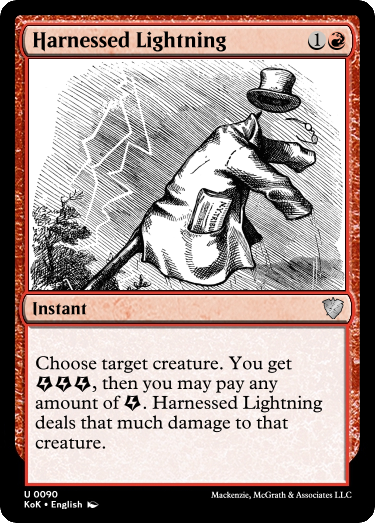 Harnessed Lightning 1
Instant
Choose target creature. You get
, then you may pay any
amount of . Harnessed Lightning
deals that much damage to that
creature.
U 0090
KoK • English
Mackenzie, McGrath & Associates LLC